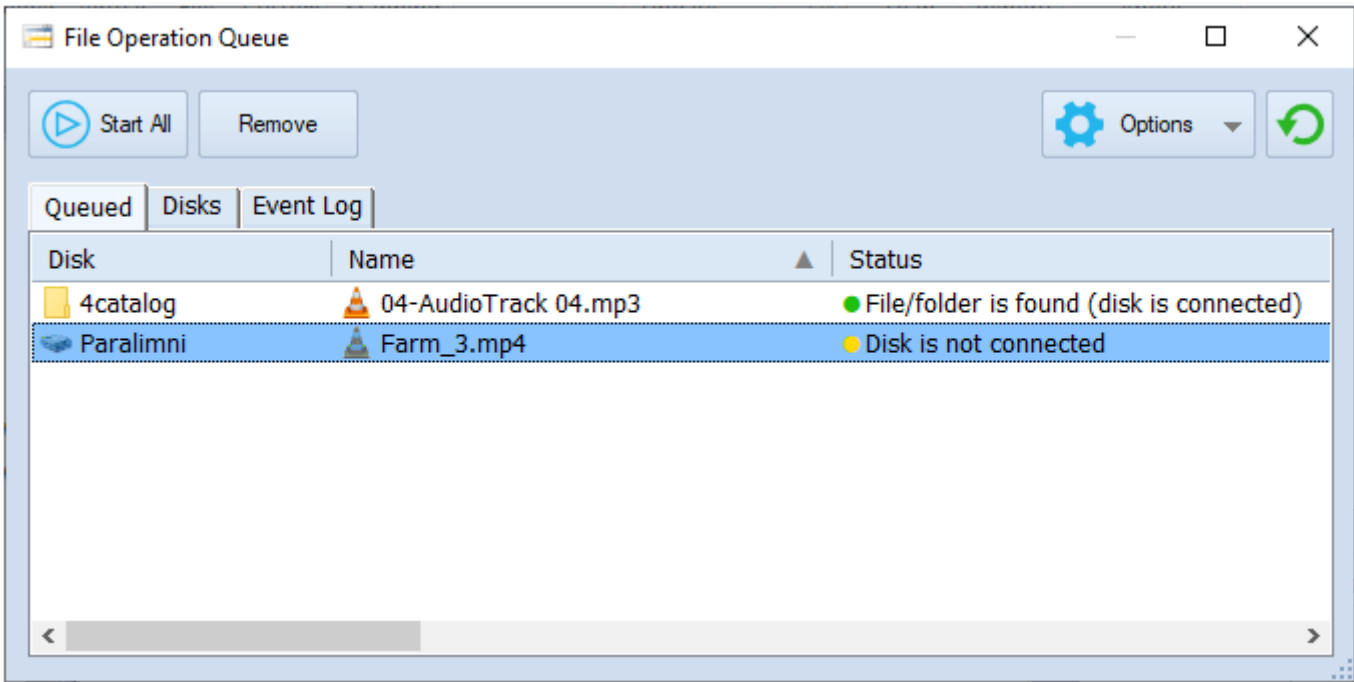 File Operation Queue
Start All Remove Options
Queued Disks Event Log
Disk Name Status
4catalog 04-AudioTrack 04.mp3 File/folder is found (disk is connected)
Paralimni Farm_3.mp4 Disk is not connected